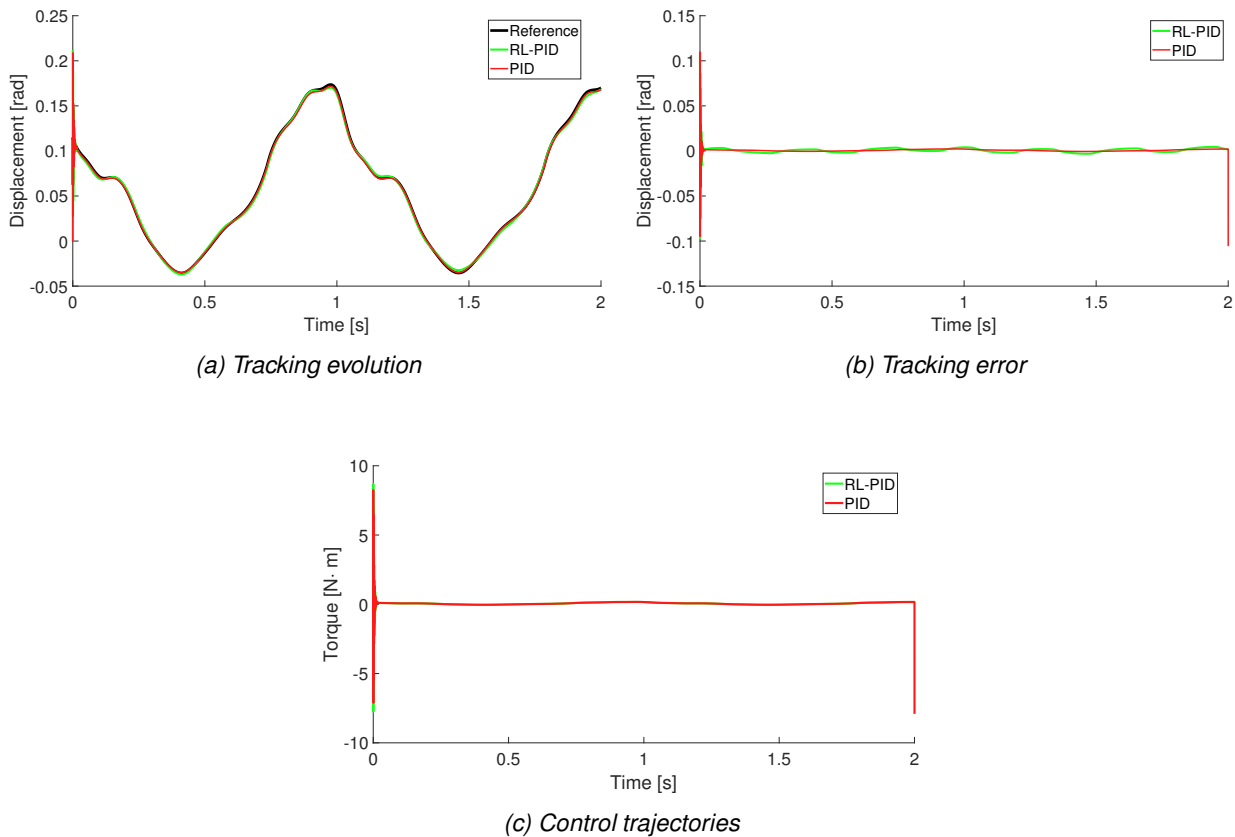 0.25
0.2
0.15
0.1
0.05
0
-0.05
Displacement [rad]
0
0.5
1
1.5
2
Time [s]
Reference
RL-PID
PID
(a) Tracking evolution
0.15
0.1
0.05
0
0.05
-0.1
-0.15
Displacement [rad]
0
0.5
1
1.5
2
Time [s]
RL-PID
PID
(b) Tracking error
10
5
0
-5
-10
Torque [N· m]
0
0.5
1
1.5
2
Time [s]
RL-PID
PID
(c) Control trajectories